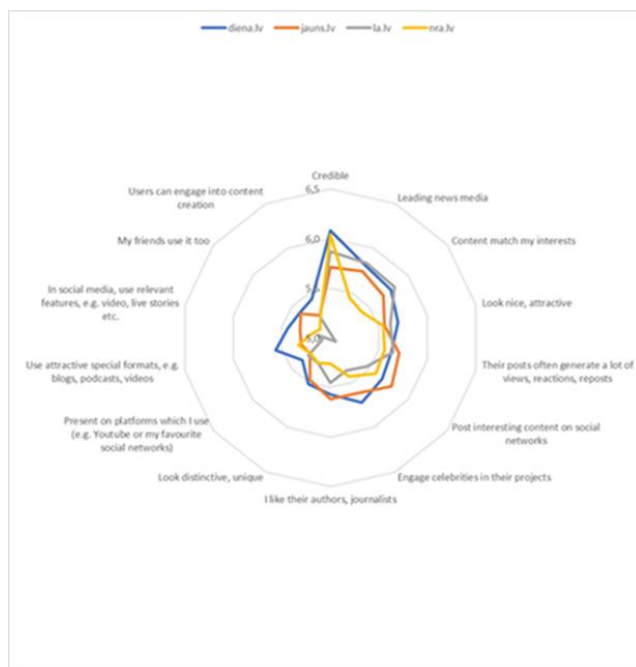 diena.lv jauns.lv la.lv nra.lv
Credible
6,5
Users can engage into content
creation
Leading news media
My friends use it too
6,0
Content match my interests
In social media, use relevant
features, e.g. video, live stories
etc.
5,5
Look nice, attractive
5,0
Use attractive special formats, e.g.
blogs, podcasts, videos
Their posts often generate a lot of
views, reactions, reposts
Present on platforms which I use
(e.g. Youtube or my favourite
social networks)
Post interesting content on social
networks
Look distinctive, unique
Engage celebrities in their projects
I like their authors, journalists